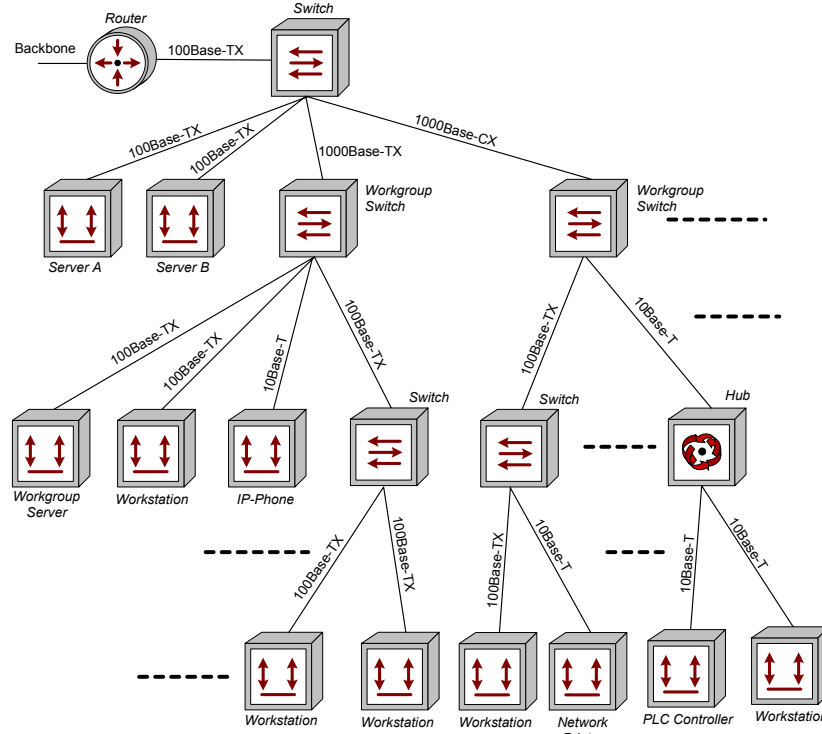 Switch
Router
Backbone
100Base-TX
100Base-TX
100Base-TX
1000Base-TX
1000Base-CX
Workgroup
Switch
Workgroup
Switch
Server A
Server B
100Base-TX
100Base-TX
10Base-T
100Base-TX
100Base-TX
10Base-T
Switch
Switch
Hub
Workgroup
Server
Workstation
IP-Phone
100Base-TX
100Base-TX
100Base-TX
10Base-T
10Base-T
10Base-T
Workstation
Workstation
Workstation
Network
PLC Controller
Workstation